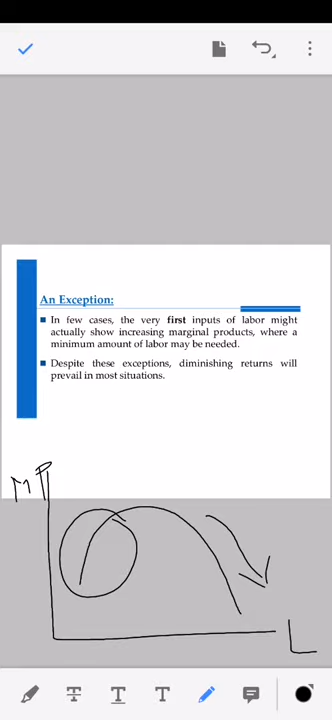 An Exception:
■ In few cases, the very first inputs of labor might
actually show increasing marginal products, where a
minimum amount of labor may be needed.
■ Despite these exceptions, diminishing returns will
prevail in most situations.
MP
L